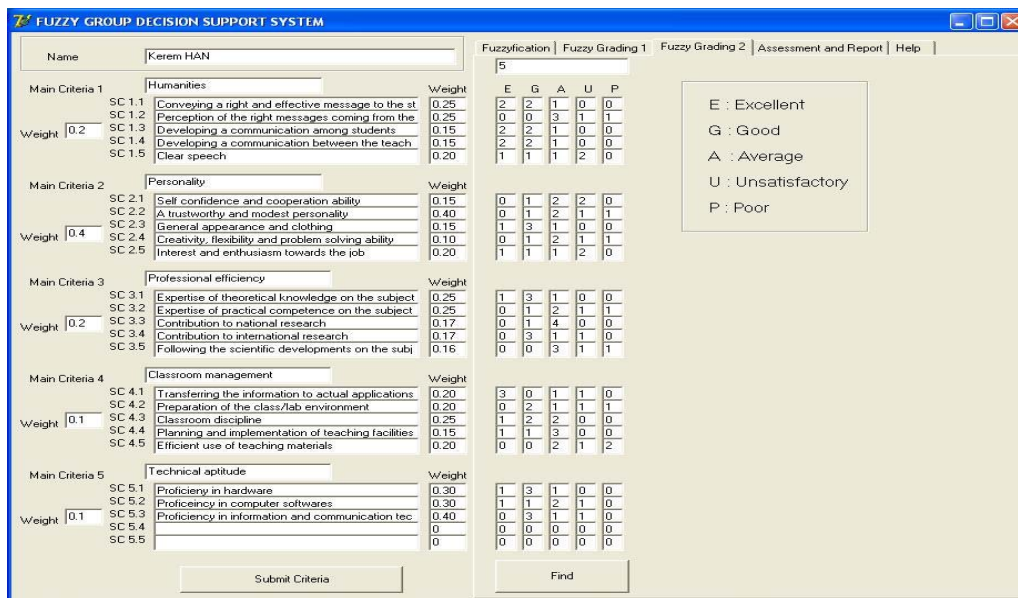 FUZZY GROUP DECISION SUPPORT SYSTEM
Name Kerem HAN
Fuzzyfication Fuzzy Grading 1 Fuzzy Grading 2 Assessment and Report Help
5
Main Criteria 1 Humanities Weight E G A U P
SC 1.1 Conveying a right and effective message to the st 0.25 2 2 1 0 0
SC 1.2 Perception of the right messages coming from the 0.25 0 0 3 1 1
Weight 0.2 SC 1.3 Developing a communication among students 0.15 2 2 1 0 0
SC 1.4 Developing a communication between the teach 0.15 2 2 1 0 0
SC 1.5 Clear speech 0.20 1 1 1 2 0
Main Criteria 2 Personality Weight
SC 2.1 Self confidence and cooperation ability 0.15 0 1 2 2 0
SC 2.2 A trustworthy and modest personality 0.40 0 1 2 1 1
SC 2.3 General appearance and clothing 0.15 1 3 1 0 0
Weight 0.4 SC 2.4 Creativity, flexibility and problem solving ability 0.10 0 1 2 1 1
SC 2.5 Interest and enthusiasm towards the job 0.20 1 1 1 2 0
Main Criteria 3 Professional efficiency Weight
SC 3.1 Expertise of theoretical knowledge on the subject 0.25 1 3 1 0 0
SC 3.2 Expertise of practical competence on the subject 0.25 0 1 2 1 1
Weight 0.2 SC 3.3 Contribution to national research 0.17 0 1 4 0 0
SC 3.4 Contribution to international research 0.17 0 3 1 1 0
SC 3.5 Following the scientific developments on the subj 0.16 0 0 3 1 1
Main Criteria 4 Classroom management Weight
SC 4.1 Transferring the information to actual applications 0.20 3 0 1 1 0
SC 4.2 Preparation of the class/lab environment 0.20 0 2 1 1 1
Weight 0.1 SC 4.3 Classroom discipline 0.25 1 2 2 0 0
SC 4.4 Planning and implementation of teaching facilities 0.15 1 1 3 0 0
SC 4.5 Efficient use of teaching materials 0.20 0 0 2 1 2
Main Criteria 5 Technical aptitude Weight
SC 5.1 Proficieny in hardware 0.30 1 3 1 0 0
SC 5.2 Proficeincy in computer softwares 0.30 1 1 2 1 0
Weight 0.1 SC 5.3 Proficiency in information and communication tec 0.40 0 3 1 1 0
SC 5.4 0 0 0 0 0 0
SC 5.5 0 0 0 0 0 0
Submit Criteria Find
E : Excellent
G : Good
A : Average
U : Unsatisfactory
P : Poor